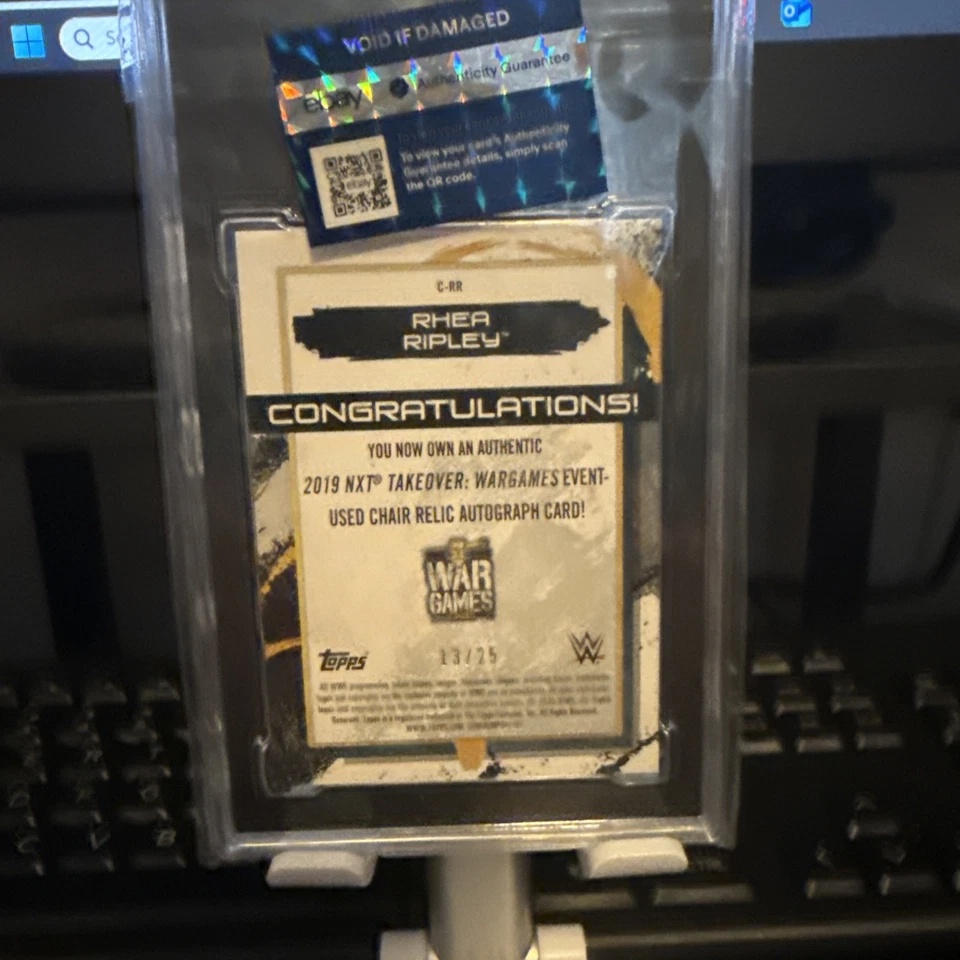 VOID IF DAMAGED
ebay Authenticity Guarantee
To view your card's Authenticity
Guarantee details, simply scan
the QR code.
C-RR
RHEA
RIPLEY™
CONGRATULATIONS!
YOU NOW OWN AN AUTHENTIC
2019 NXT® TAKEOVER: WARGAMES EVENT-
USED CHAIR RELIC AUTOGRAPH CARD!
WAR
GAMES
Topps
13/25
W